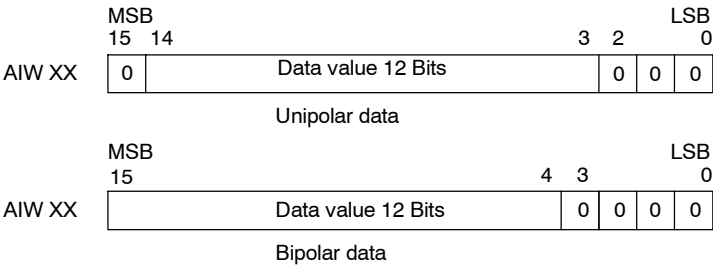 MSB LSB
15 14 3 2 0
AIW XX 0 Data value 12 Bits 0 0 0
Unipolar data
MSB LSB
15 4 3 0
AIW XX Data value 12 Bits 0 0 0 0
Bipolar data